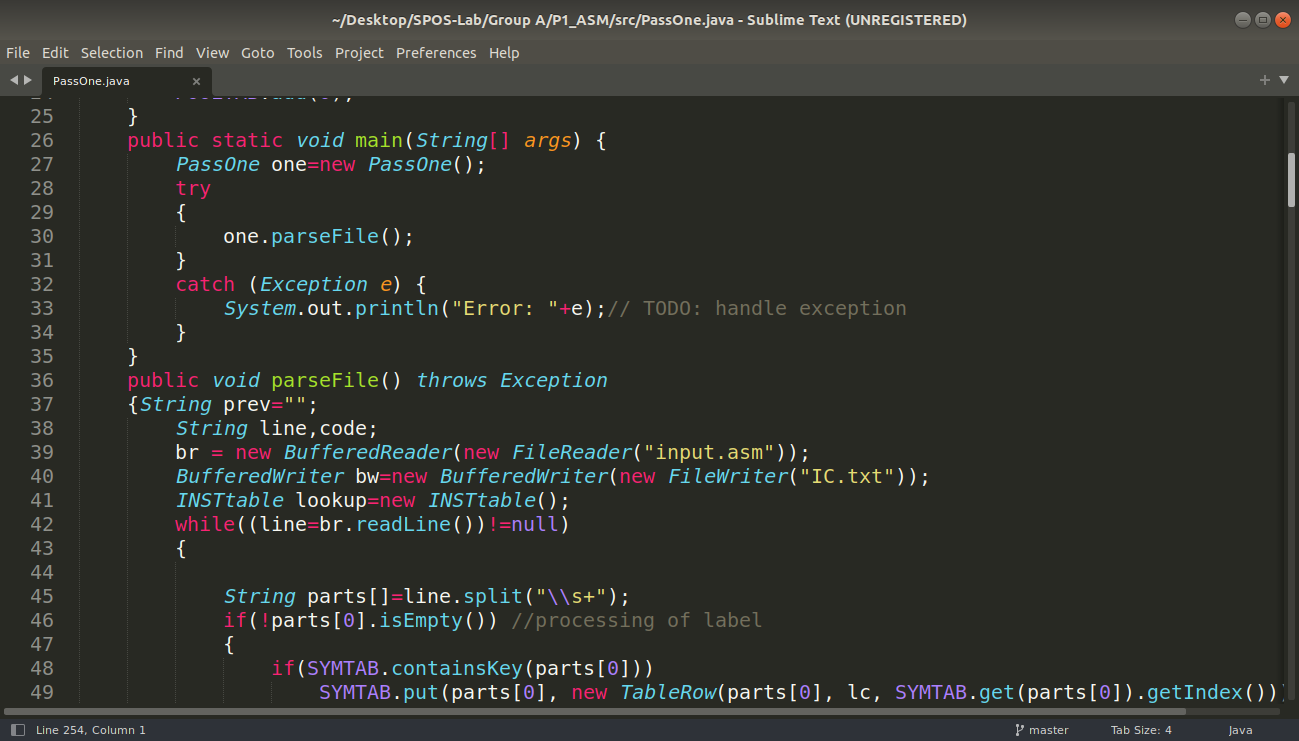 ~/Desktop/SPOS-Lab/Group A/P1_ASM/src/PassOne.java - Sublime Text (UNREGISTERED)
File Edit Selection Find View Goto Tools Project Preferences Help
PassOne.java
25 }
26 public static void main(String[] args) {
27 PassOne one=new PassOne();
28 try
29 {
30 one.parseFile();
31 }
32 catch (Exception e) {
33 System.out.println("Error: "+e);// TODO: handle exception
34 }
35 }
36 public void parseFile() throws Exception
37 {String prev="";
38 String line,code;
39 br = new BufferedReader(new FileReader("input.asm"));
40 BufferedWriter bw=new BufferedWriter(new FileWriter("IC.txt"));
41 INSTtable lookup=new INSTtable();
42 while((line=br.readLine())!=null)
43 {
44
45 String parts[]=line.split("\\s+");
46 if(!parts[0].isEmpty()) //processing of label
47 {
48 if(SYMTAB.containsKey(parts[0]))
49 SYMTAB.put(parts[0], new TableRow(parts[0], lc, SYMTAB.get(parts[0]).getIndex()))
Line 254, Column 1 master Tab Size: 4 Java